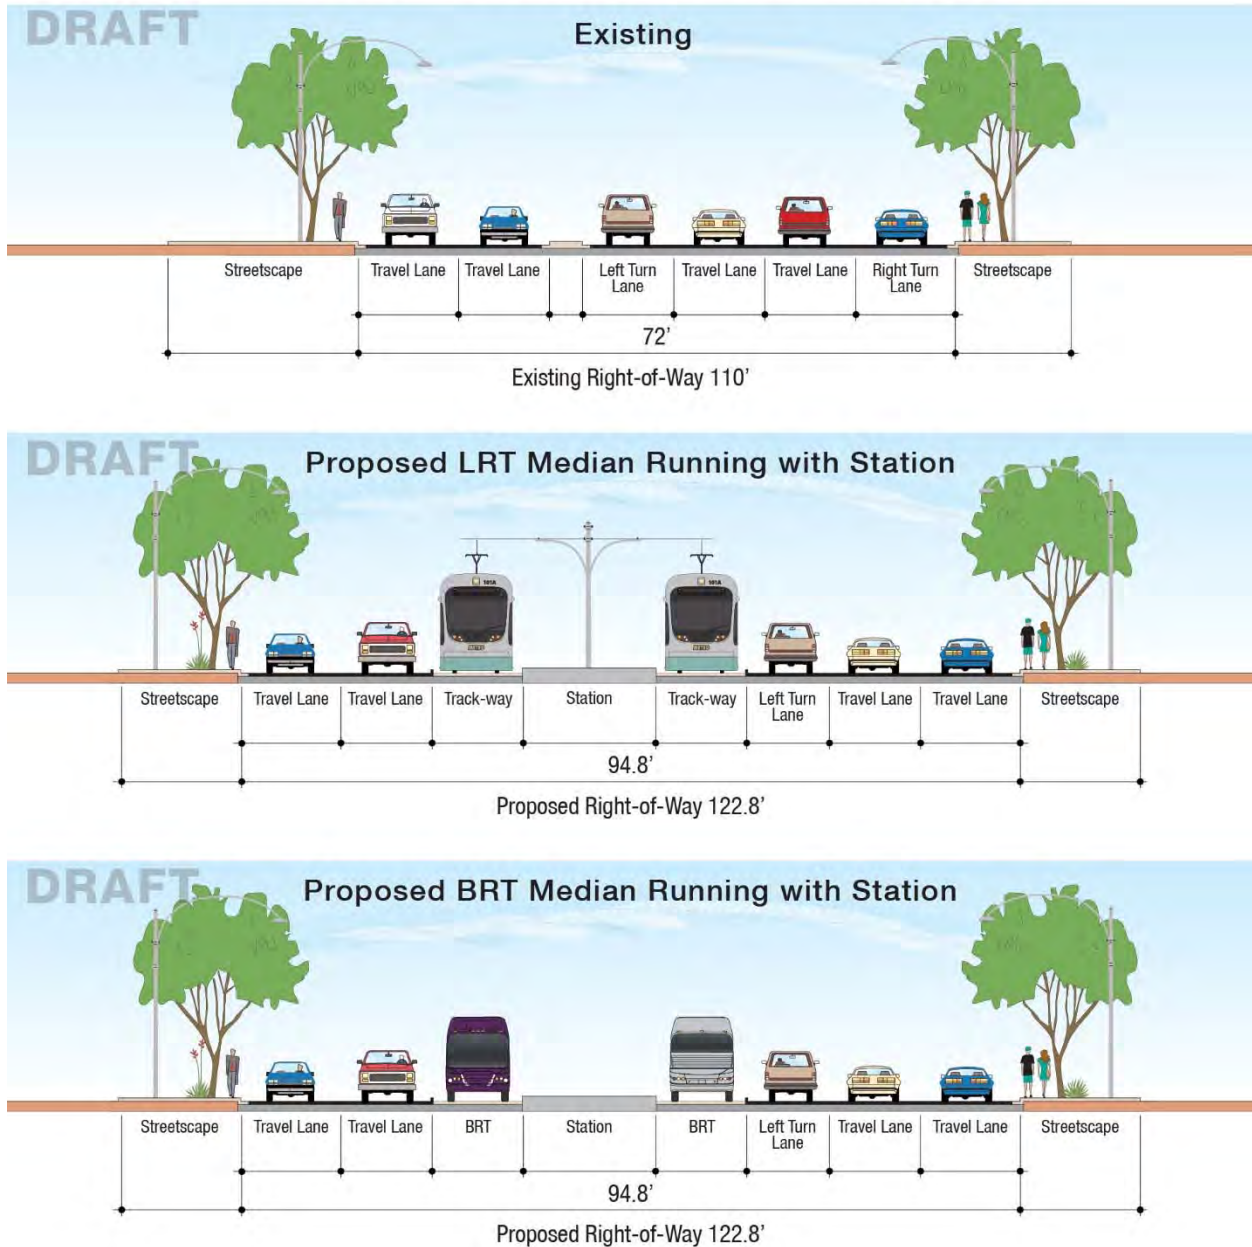 DRAFT
Existing
Streetscape
Travel Lane
Travel Lane
Left Turn
Lane
Travel Lane
Travel Lane
Right Turn
Lane
Streetscape
72’
Existing Right-of-Way 110’
DRAFT
Proposed LRT Median Running with Station
101A
101A
METRO
METRO
Streetscape
Travel Lane
Travel Lane
Track-way
Station
Track-way
Left Turn
Lane
Travel Lane
Travel Lane
Streetscape
94.8’
Proposed Right-of-Way 122.8’
DRAFT
Proposed BRT Median Running with Station
Streetscape
Travel Lane
Travel Lane
BRT
Station
BRT
Left Turn
Lane
Travel Lane
Travel Lane
Streetscape
94.8’
Proposed Right-of-Way 122.8’